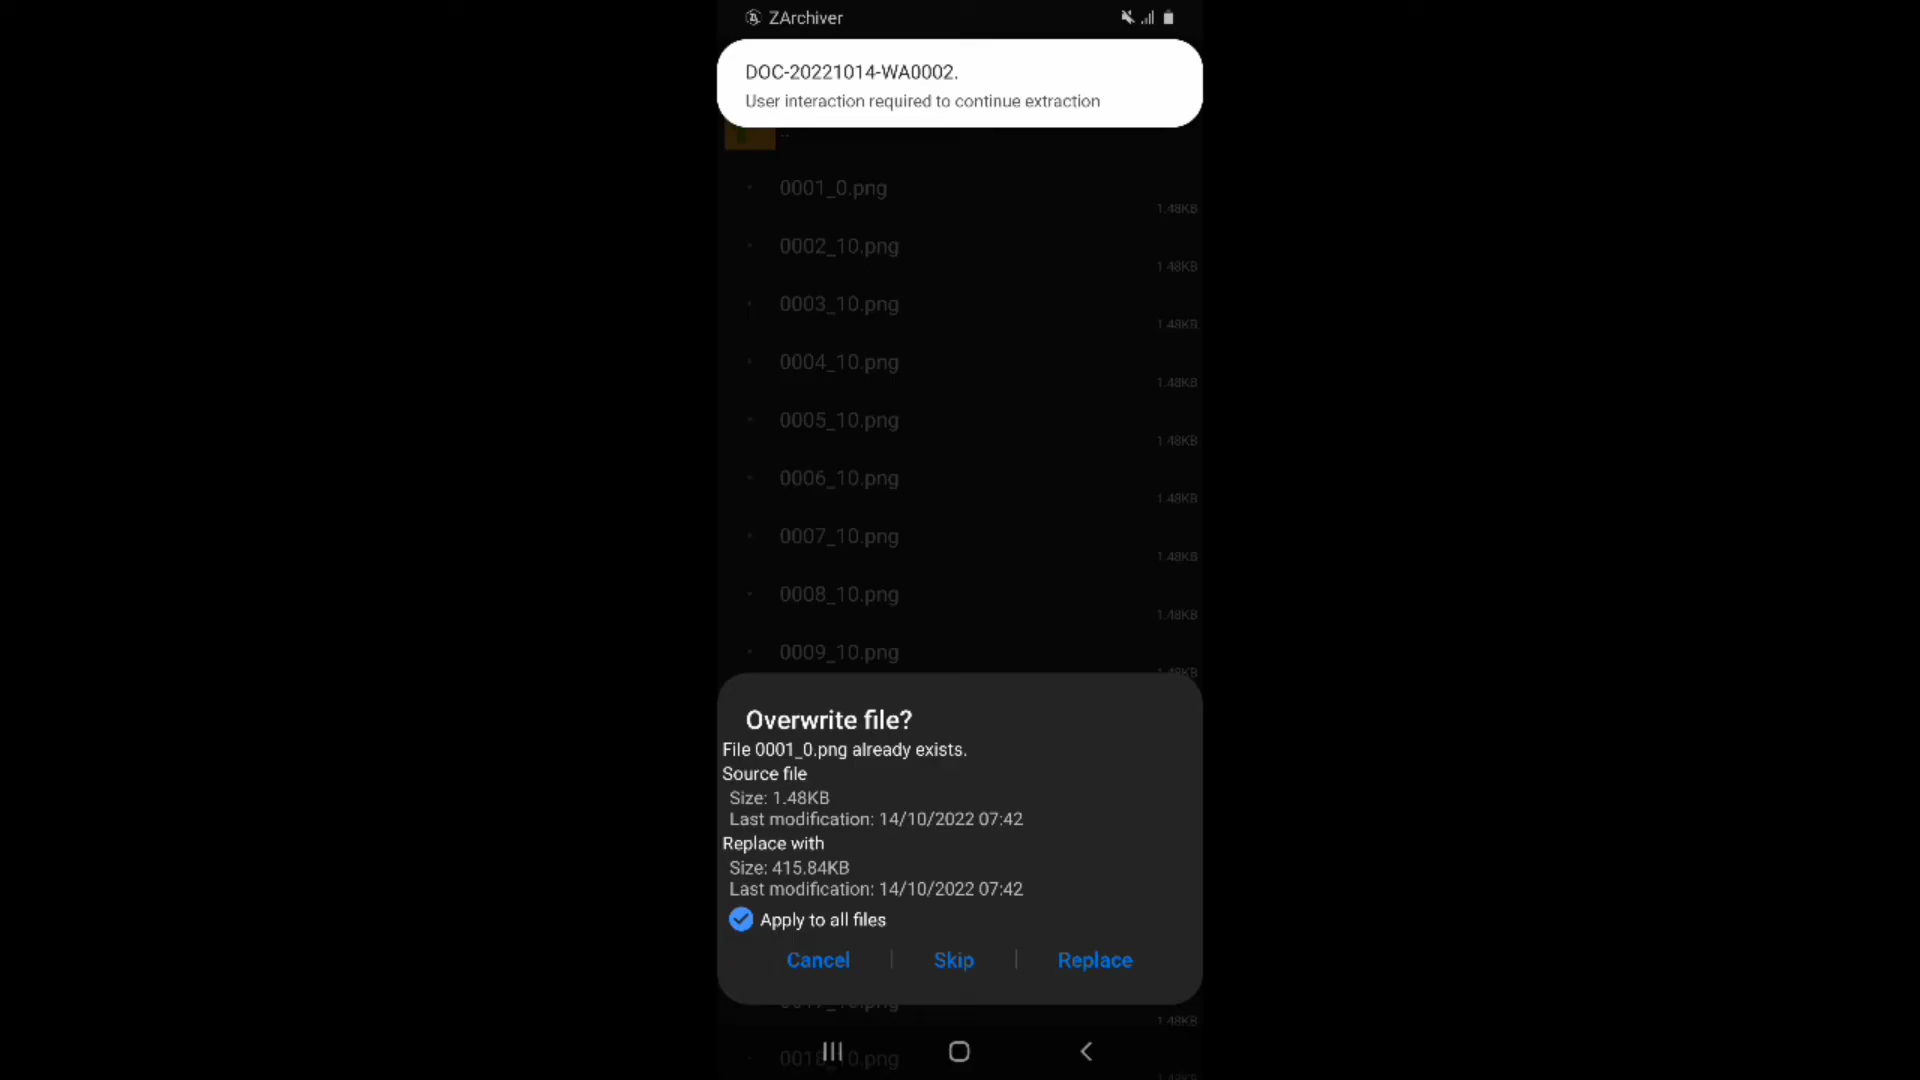 ZArchiver
DOC-20221014-WA0002.
User interaction required to continue extraction
..
0001_0.png
1.48KB
0002_10.png
1.48KB
0003_10.png
1.48KB
0004_10.png
1.48KB
0005_10.png
1.48KB
0006_10.png
1.48KB
0007_10.png
1.48KB
0008_10.png
1.48KB
0009_10.png
1.48KB
Overwrite file?
File 0001_0.png already exists.
Source file
Size: 1.48KB
Last modification: 14/10/2022 07:42
Replace with
Size: 415.84KB
Last modification: 14/10/2022 07:42
Apply to all files
Cancel | Skip | Replace
1.48KB
0018_10.png